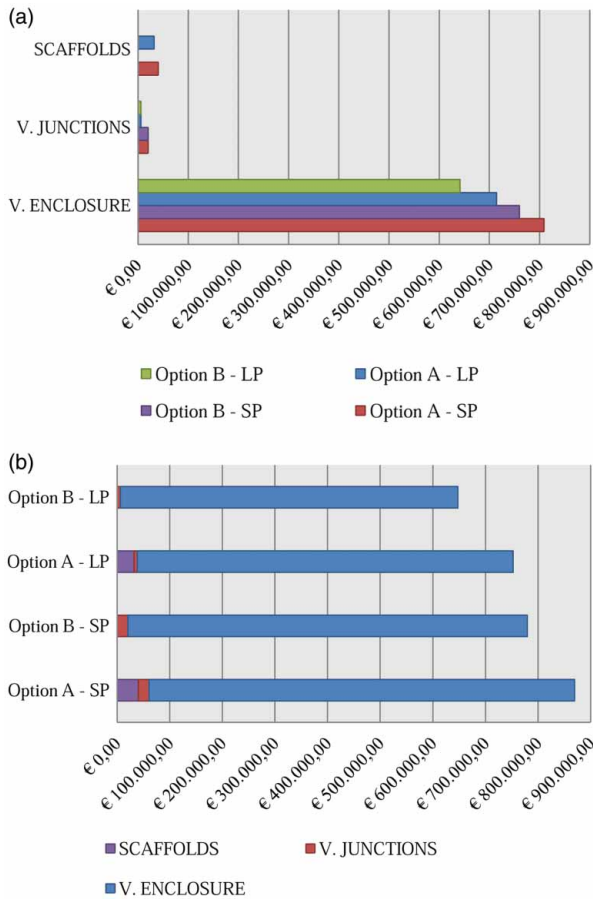 (a)
SCAFFOLDS
V. JUNCTIONS
V. ENCLOSURE
€ 0,00
€ 100.000,00
€ 200.000,00
€ 300.000,00
€ 400.000,00
€ 500.000,00
€ 600.000,00
€ 700.000,00
€ 800.000,00
€ 900.000,00
Option B - LP
Option A - LP
Option B - SP
Option A - SP
(b)
Option B - LP
Option A - LP
Option B - SP
Option A - SP
€ 0,00
€ 100.000,00
€ 200.000,00
€ 300.000,00
€ 400.000,00
€ 500.000,00
€ 600.000,00
€ 700.000,00
€ 800.000,00
€ 900.000,00
SCAFFOLDS
V. JUNCTIONS
V. ENCLOSURE